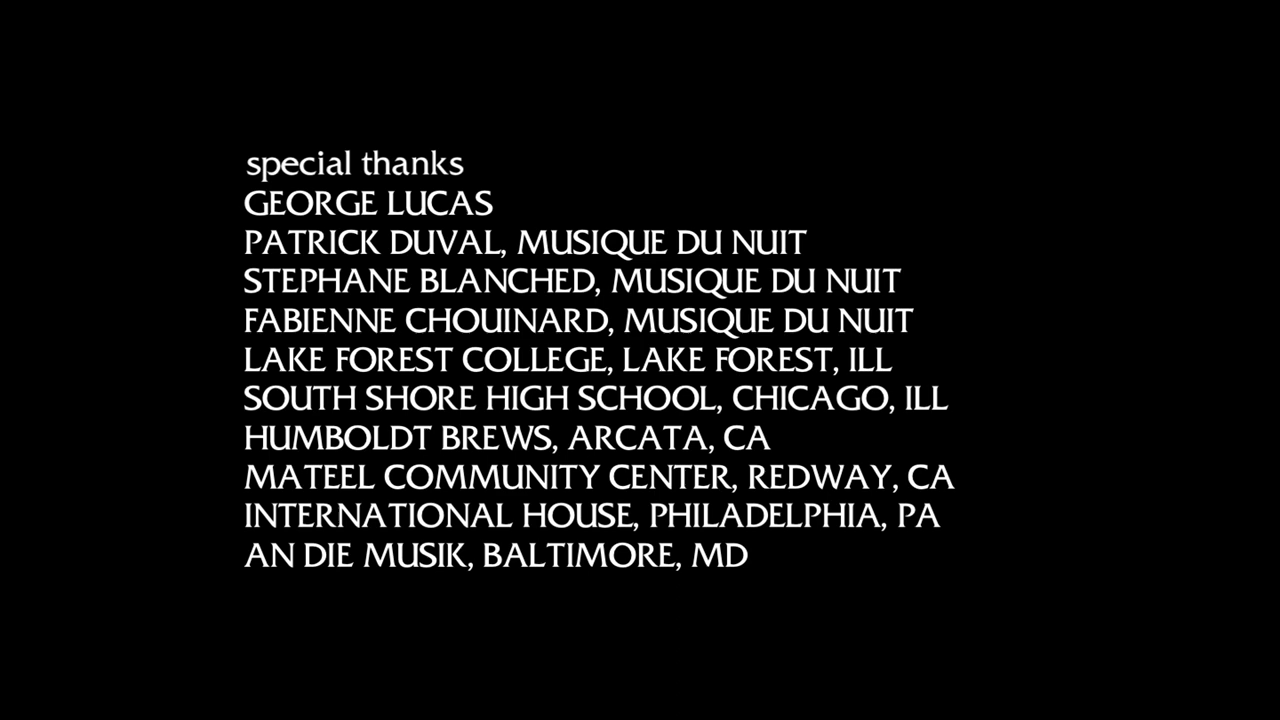 special thanks
GEORGE LUCAS
PATRICK DUVAL, MUSIQUE DU NUIT
STEPHANE BLANCHED, MUSIQUE DU NUIT
FABIENNE CHOUINARD, MUSIQUE DU NUIT
LAKE FOREST COLLEGE, LAKE FOREST, ILL
SOUTH SHORE HIGH SCHOOL, CHICAGO, ILL
HUMBOLDT BREWS, ARCATA, CA
MATEEL COMMUNITY CENTER, REDWAY, CA
INTERNATIONAL HOUSE, PHILADELPHIA, PA
AN DIE MUSIK, BALTIMORE, MD